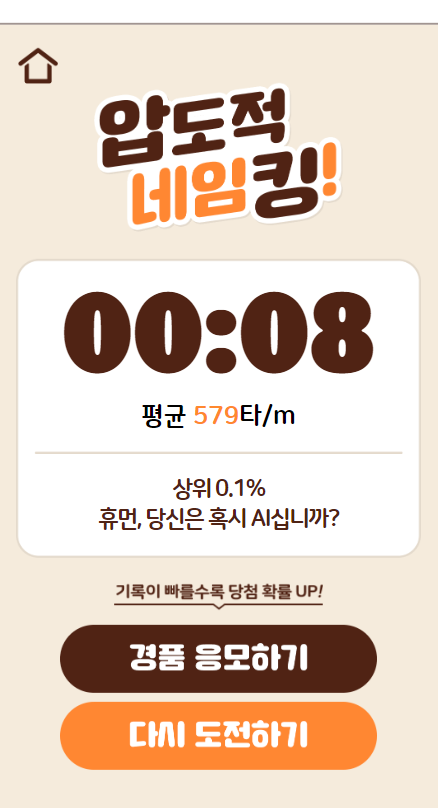 압도적
네임킹!
00:08
평균 579타/m
상위 0.1%
휴먼, 당신은 혹시 AI십니까?
기록이 빠를수록 당첨 확률 UP!
경품 응모하기
다시 도전하기